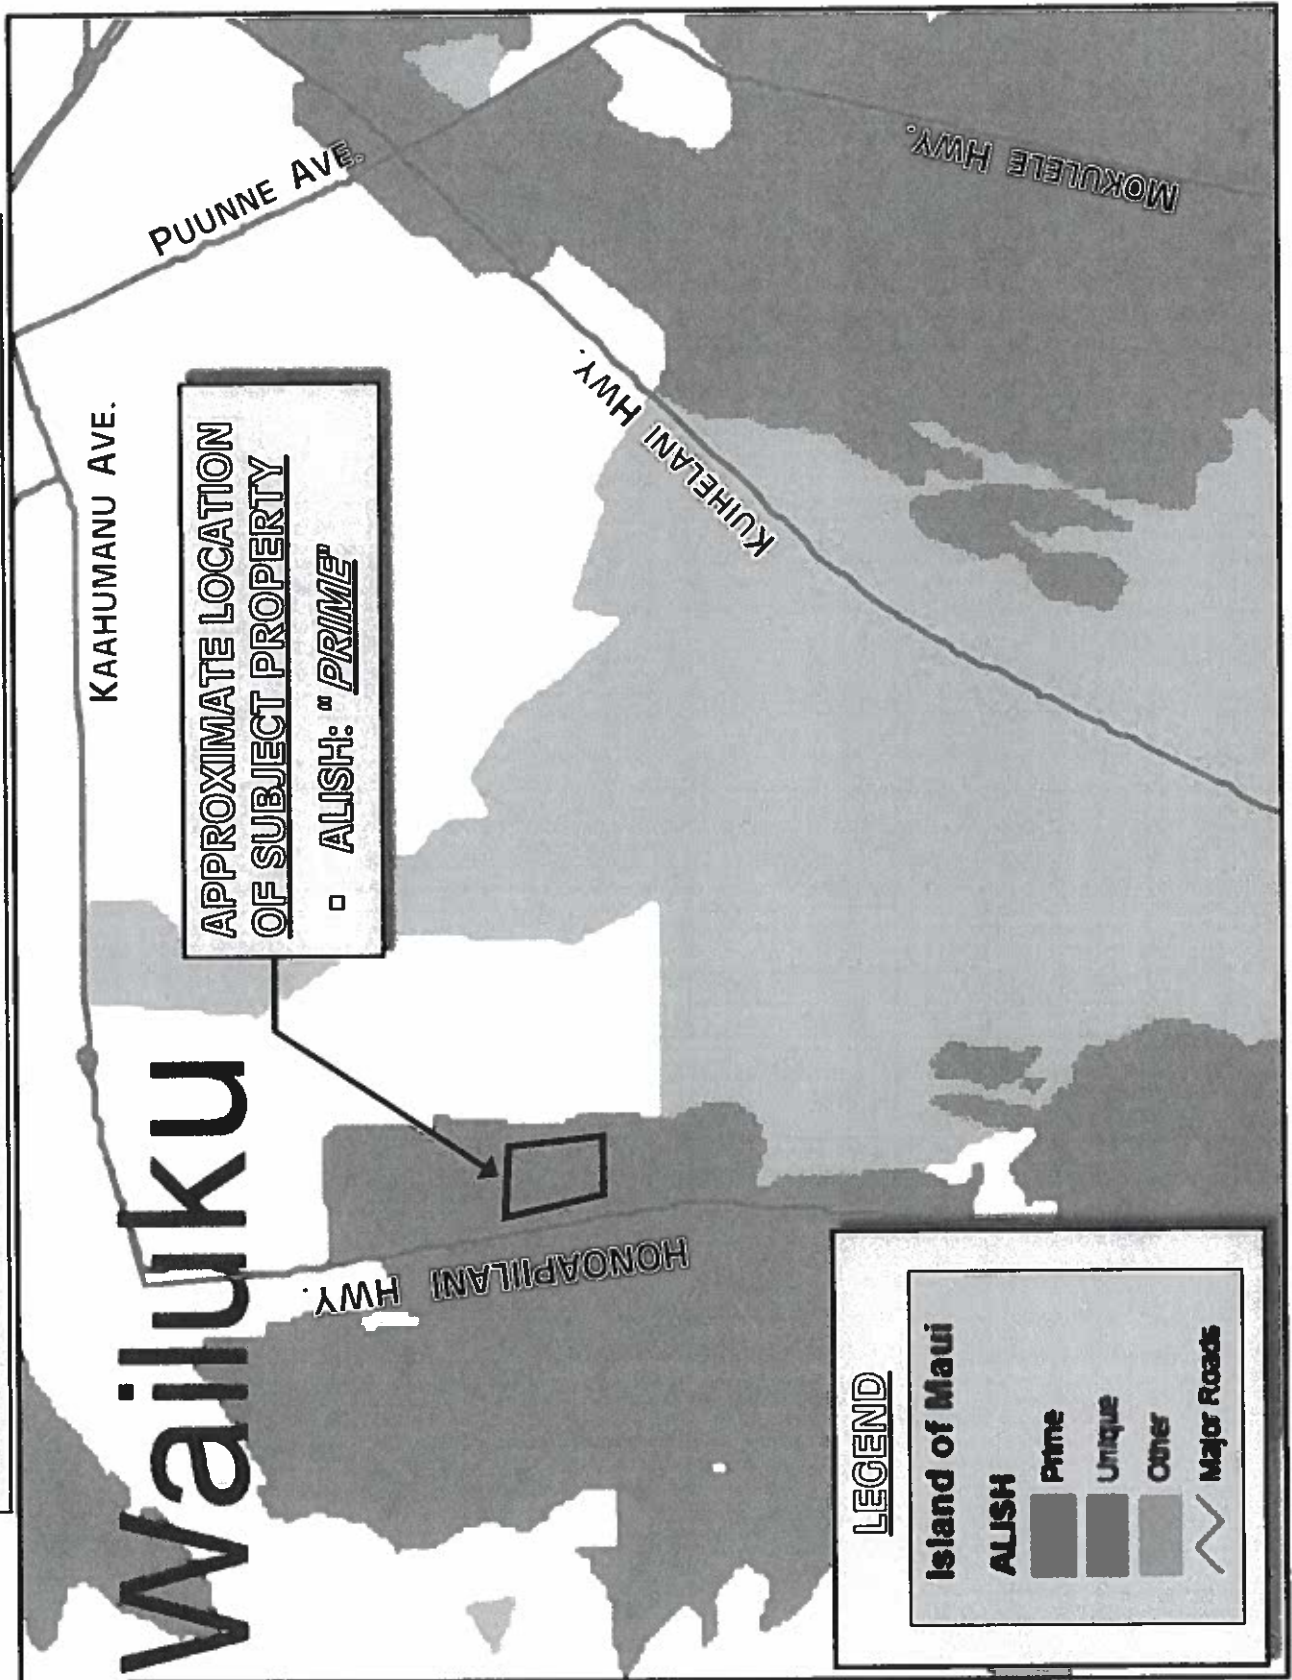 Wailuku
KAAHUMANU AVE.
PUUNNE AVE.
APPROXIMATE LOCATION
OF SUBJECT PROPERTY
▫ ALISH: "PRIME"
HONOAPIILANI HWY.
KUIHELANI HWY.
MOKULELE HWY.
LEGEND
Island of Maui
ALISH
Prime
Unique
Other
Major Roads